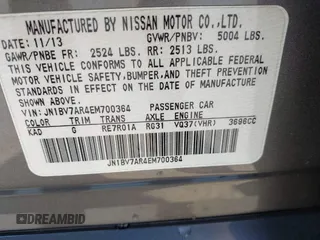 MANUFACTURED BY NISSAN MOTOR CO.,LTD.
DATE: 11/13 GVWR/PNBV: 5004 LBS.
GAWR/PNBE FR: 2524 LBS. RR: 2513 LBS.
THIS VEHICLE CONFORMS TO ALL APPLICABLE FEDERAL
MOTOR VEHICLE SAFETY, BUMPER, AND THEFT PREVENTION
STANDARDS IN EFFECT ON THE DATE OF MANUFACTURE
SHOWN ABOVE.
VIN: JN1BV7AR4EM700364 PASSENGER CAR
COLOR TRIM TRANS AXLE ENGINE
KAD G RE7R01A RG31 VQ37(VHR) 3696CC
JN1BV7AR4EM700364
©REAMBID